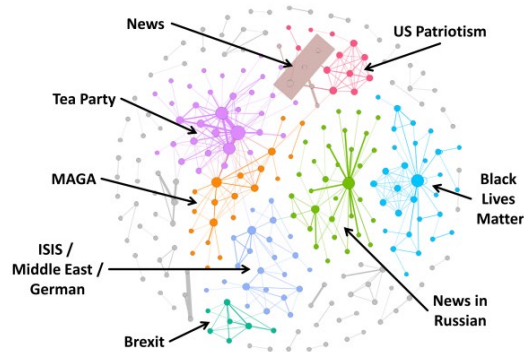 News
US Patriotism
Tea Party
MAGA
Black
Lives
Matter
ISIS /
Middle East /
German
News in
Russian
Brexit